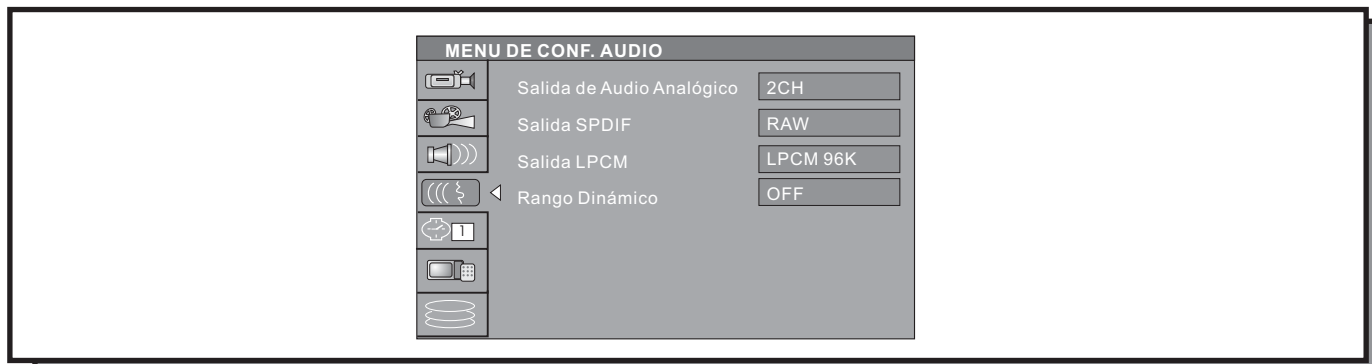 MENU DE CONF. AUDIO
Salida de Audio Analógico 2CH
Salida SPDIF RAW
Salida LPCM LPCM 96K
Rango Dinámico OFF
1